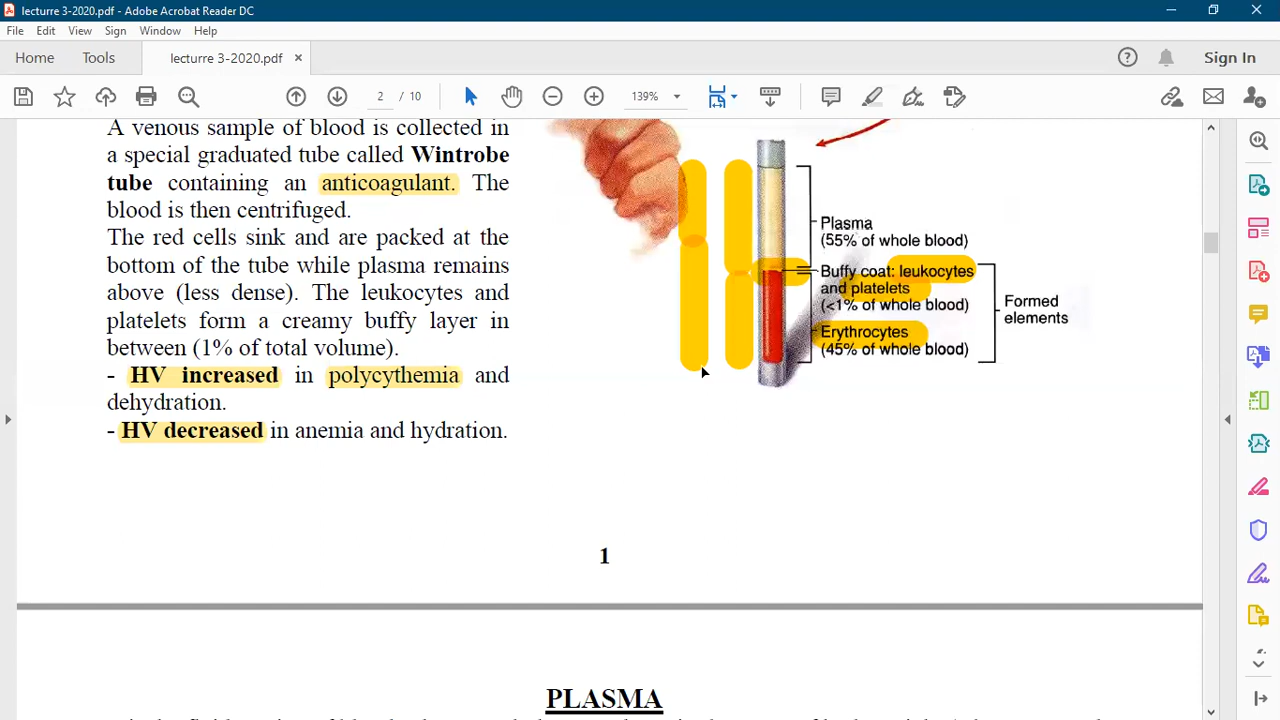 lecturre 3-2020.pdf - Adobe Acrobat Reader DC
File Edit View Sign Window Help
Home Tools lecturre 3-2020.pdf × Sign In
2 / 10 139%
A venous sample of blood is collected in
a special graduated tube called Wintrobe
tube containing an anticoagulant. The
blood is then centrifuged.
The red cells sink and are packed at the
bottom of the tube while plasma remains
above (less dense). The leukocytes and
platelets form a creamy buffy layer in
between (1% of total volume).
- HV increased in polycythemia and
dehydration.
- HV decreased in anemia and hydration.
Plasma
(55% of whole blood)
Buffy coat: leukocytes
and platelets
(<1% of whole blood)
Erythrocytes
(45% of whole blood)
Formed
elements
1
PLASMA